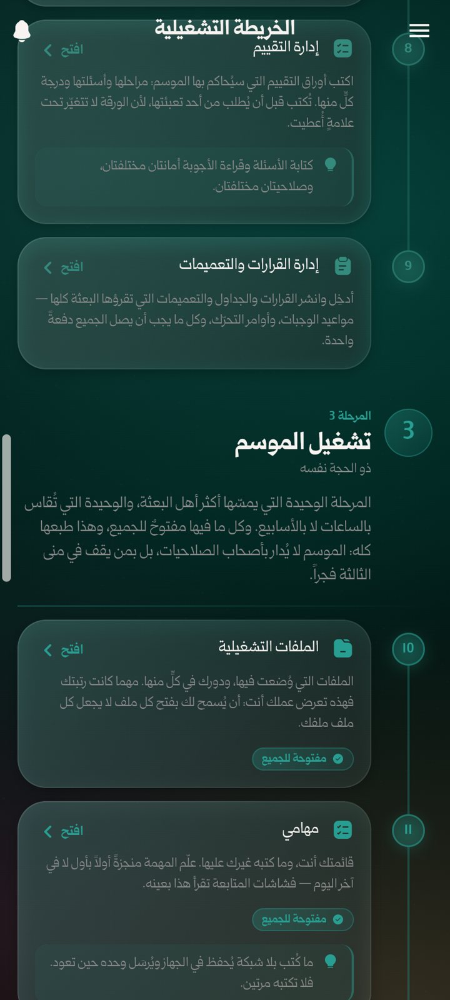 الخريطة التشغيلية
8
إدارة التقييم
افتح
اكتب أوراق التقييم التي سيُحاكم بها الموسم: مراحلها وأسئلتها ودرجة
كلٍّ منها. تُكتب قبل أن يُطلب من أحد تعبئتها، لأن الورقة لا تتغيّر تحت
علامةٍ أُعطيت.
كتابة الأسئلة وقراءة الأجوبة أمانتان مختلفتان،
وصلاحيتان مختلفتان.
9
إدارة القرارات والتعميمات
افتح
أدخِل وانشر القرارات والجداول والتعميمات التي تقرؤها البعثة كلها —
مواعيد الوجبات، وأوامر التحرّك، وكل ما يجب أن يصل الجميع دفعةً
واحدة.
3
المرحلة 3
تشغيل الموسم
ذو الحجة نفسه
المرحلة الوحيدة التي يمسّها أكثر أهل البعثة، والوحيدة التي تُقاس
بالساعات لا بالأسابيع. وكل ما فيها مفتوحٌ للجميع، وهذا طبعها
كله: الموسم لا يُدار بأصحاب الصلاحيات، بل بمن يقف في منى
الثالثة فجراً.
10
الملفات التشغيلية
افتح
الملفات التي وُضعت فيها، ودورك في كلٍّ منها. مهما كانت رتبتك
فهذه تعرض عملك أنت: أن يُسمح لك بفتح كل ملف لا يجعل كل
ملف ملفك.
مفتوحة للجميع
11
مهامي
افتح
قائمتك أنت، وما كتبه غيرك عليها. علّم المهمة منجزةً أولاً بأول لا في
آخر اليوم — فشاشات المتابعة تقرأ هذا بعينه.
مفتوحة للجميع
ما كُتب بلا شبكة يُحفظ في الجهاز ويُرسَل وحده حين تعود.
فلا تكتبه مرتين.